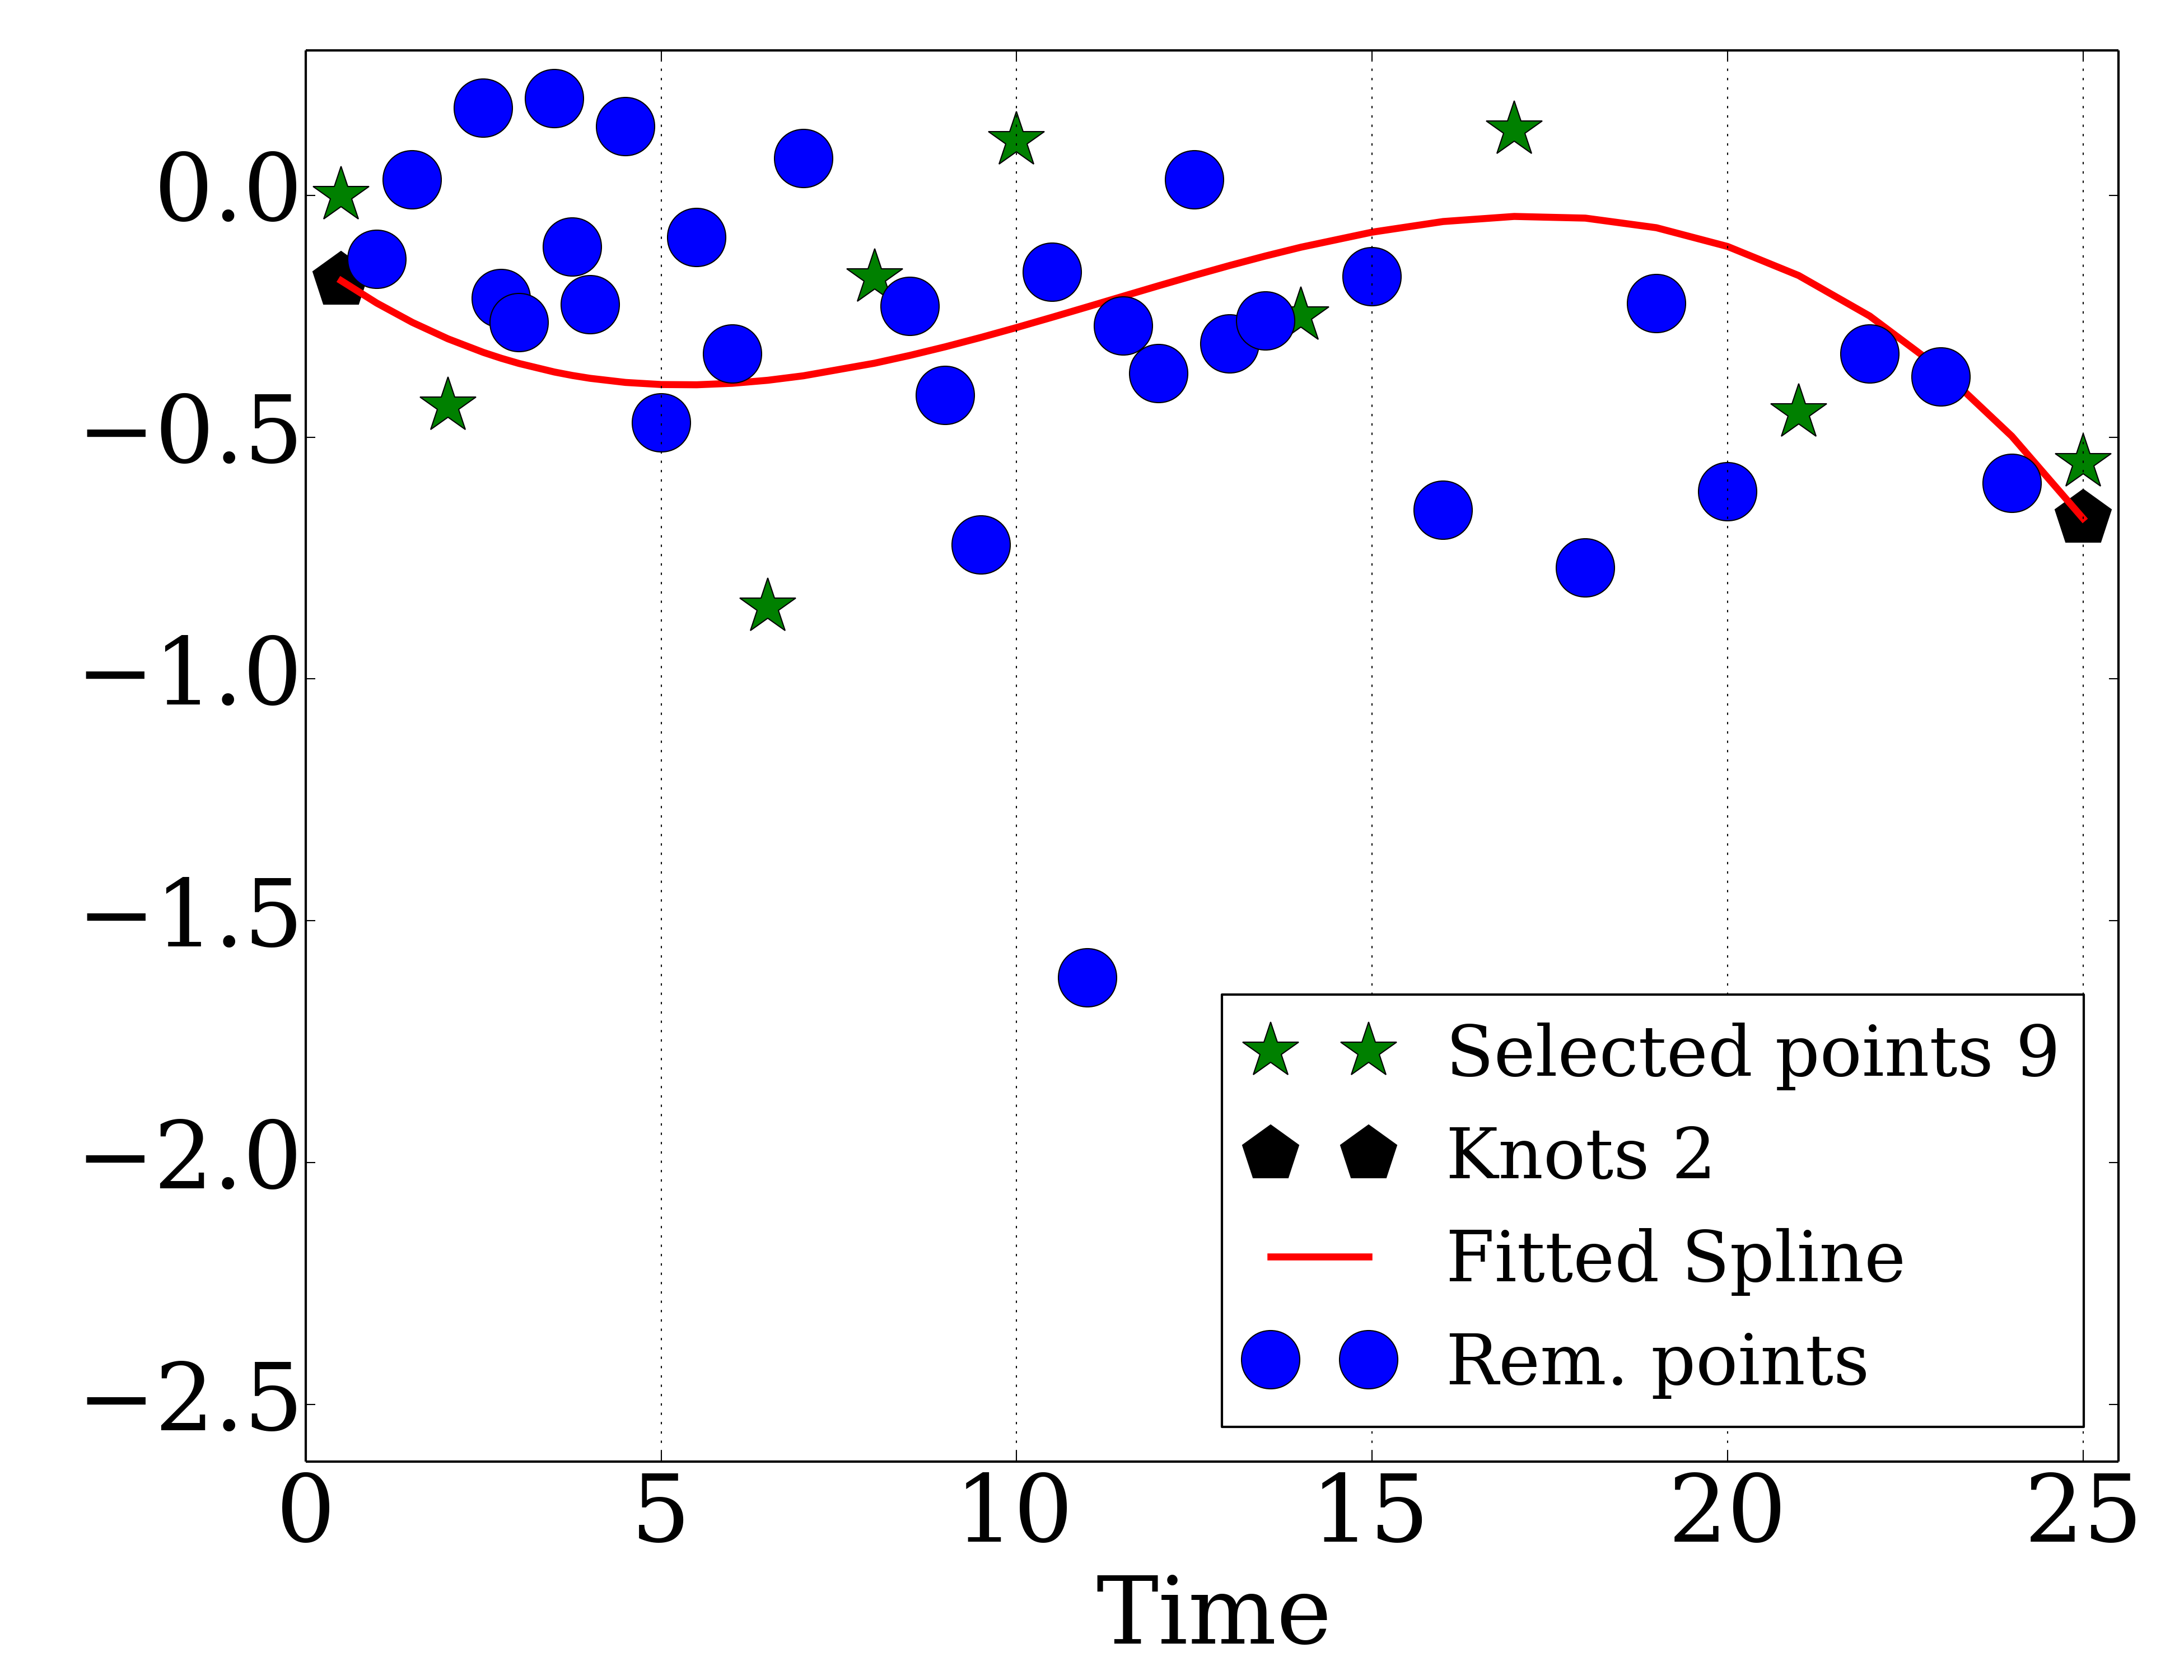 0.0
−0.5
−1.0
−1.5
−2.0
−2.5
0 5 10 15 20 25
Time
Selected points 9
Knots 2
Fitted Spline
Rem. points